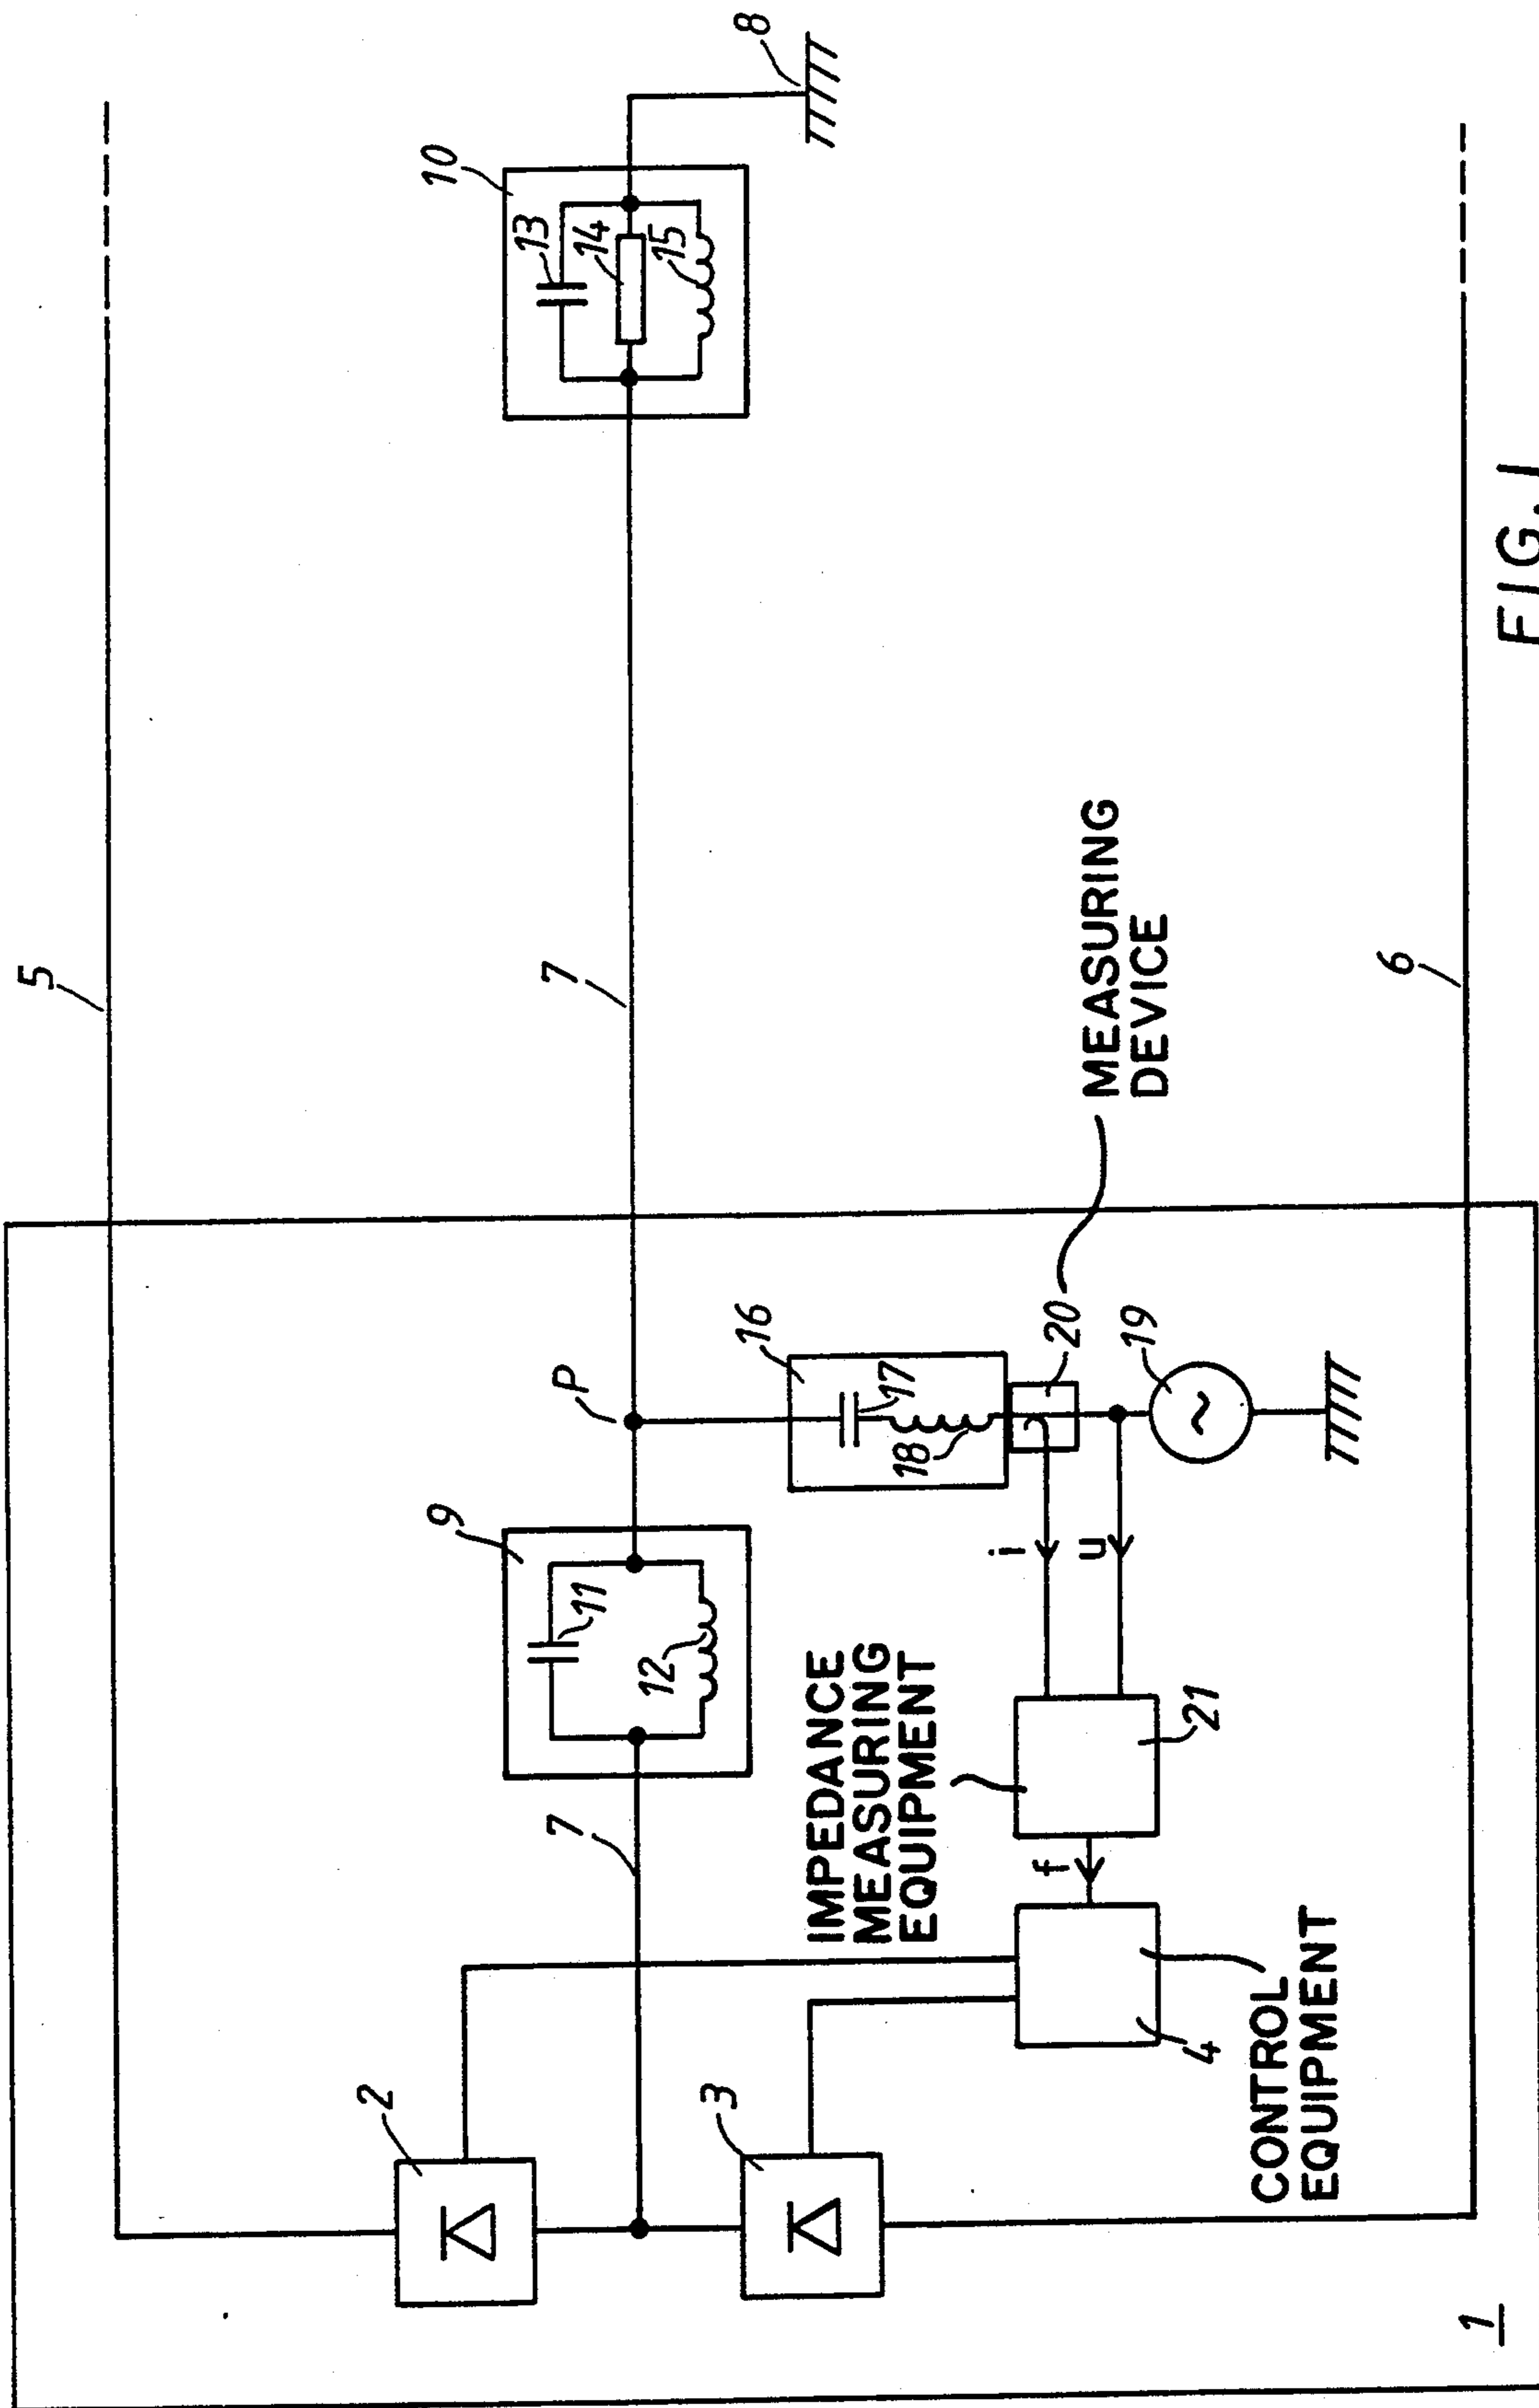 5
10
13
14
15
8
7
9
11
12
P
16
17
18
7
2
3
20
19
MEASURING
DEVICE
i
u
IMPEDANCE
MEASURING
EQUIPMENT
21
f
4
CONTROL
EQUIPMENT
6
1
FIG. 1